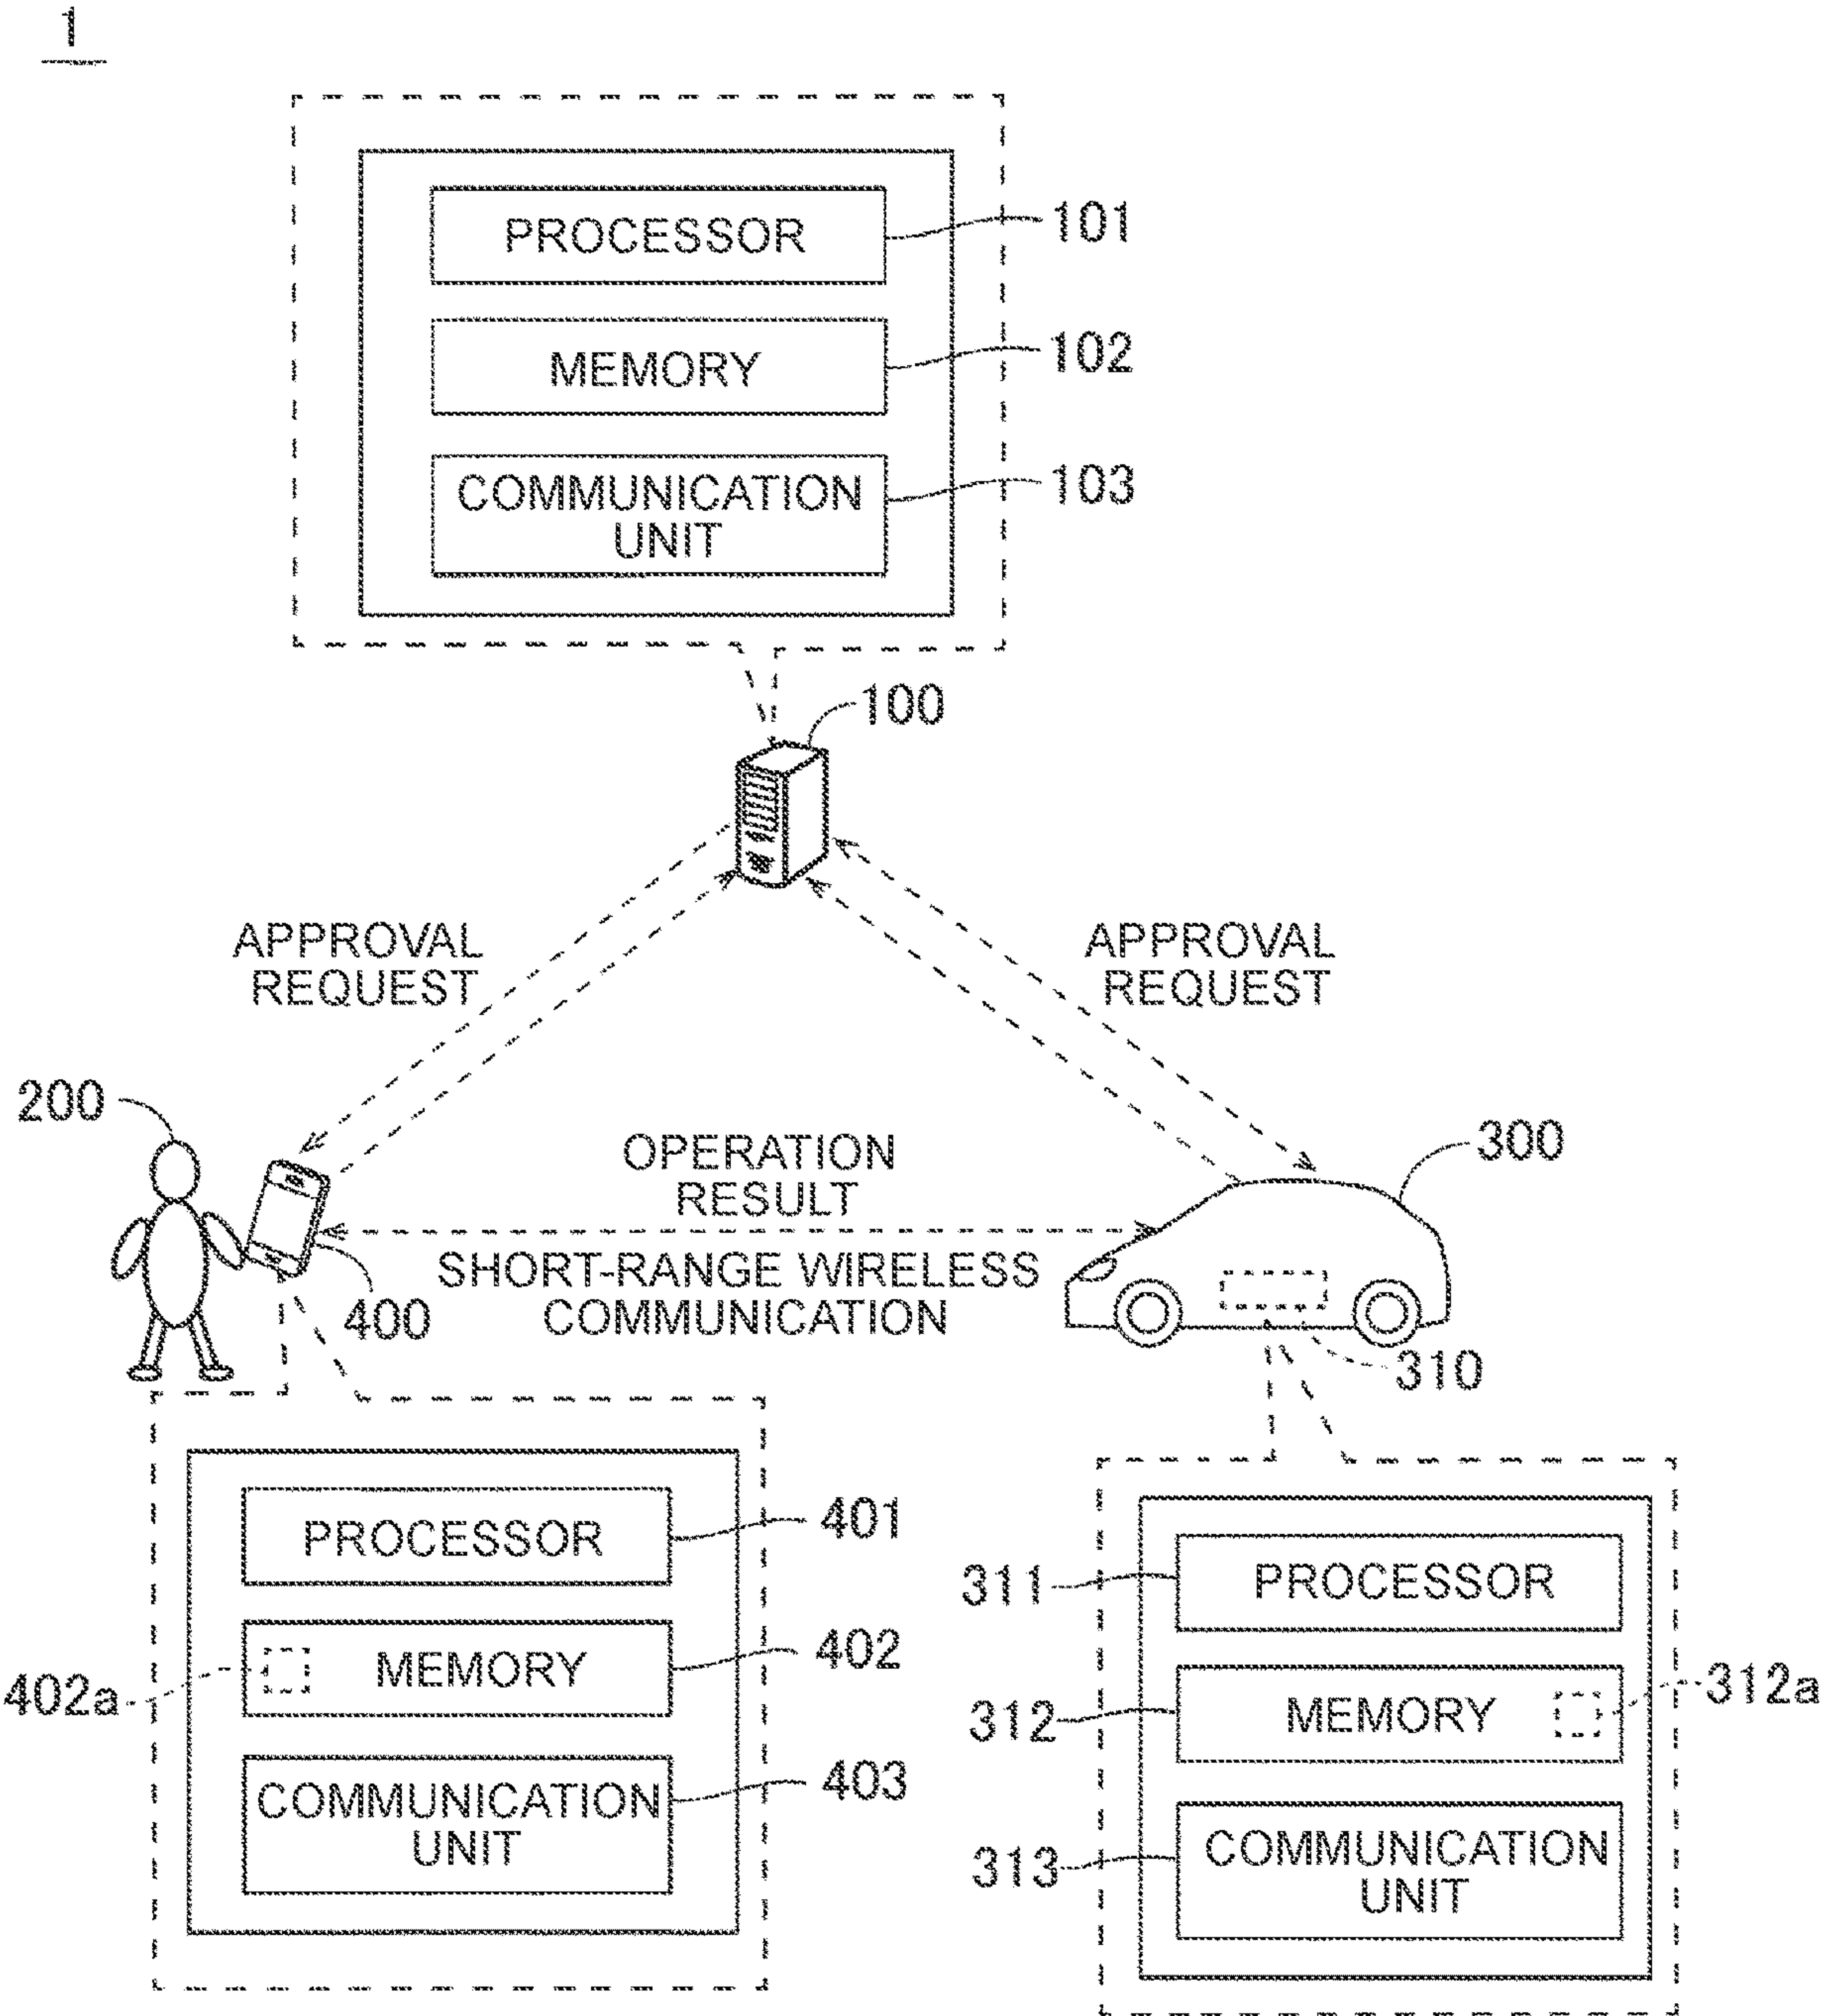 1
PROCESSOR
101
MEMORY
102
COMMUNICATION
UNIT
103
100
APPROVAL
REQUEST
APPROVAL
REQUEST
200
OPERATION
RESULT
300
SHORT-RANGE WIRELESS
COMMUNICATION
400
310
PROCESSOR
401
402a
MEMORY
402
COMMUNICATION
UNIT
403
311
PROCESSOR
312
MEMORY
312a
313
COMMUNICATION
UNIT